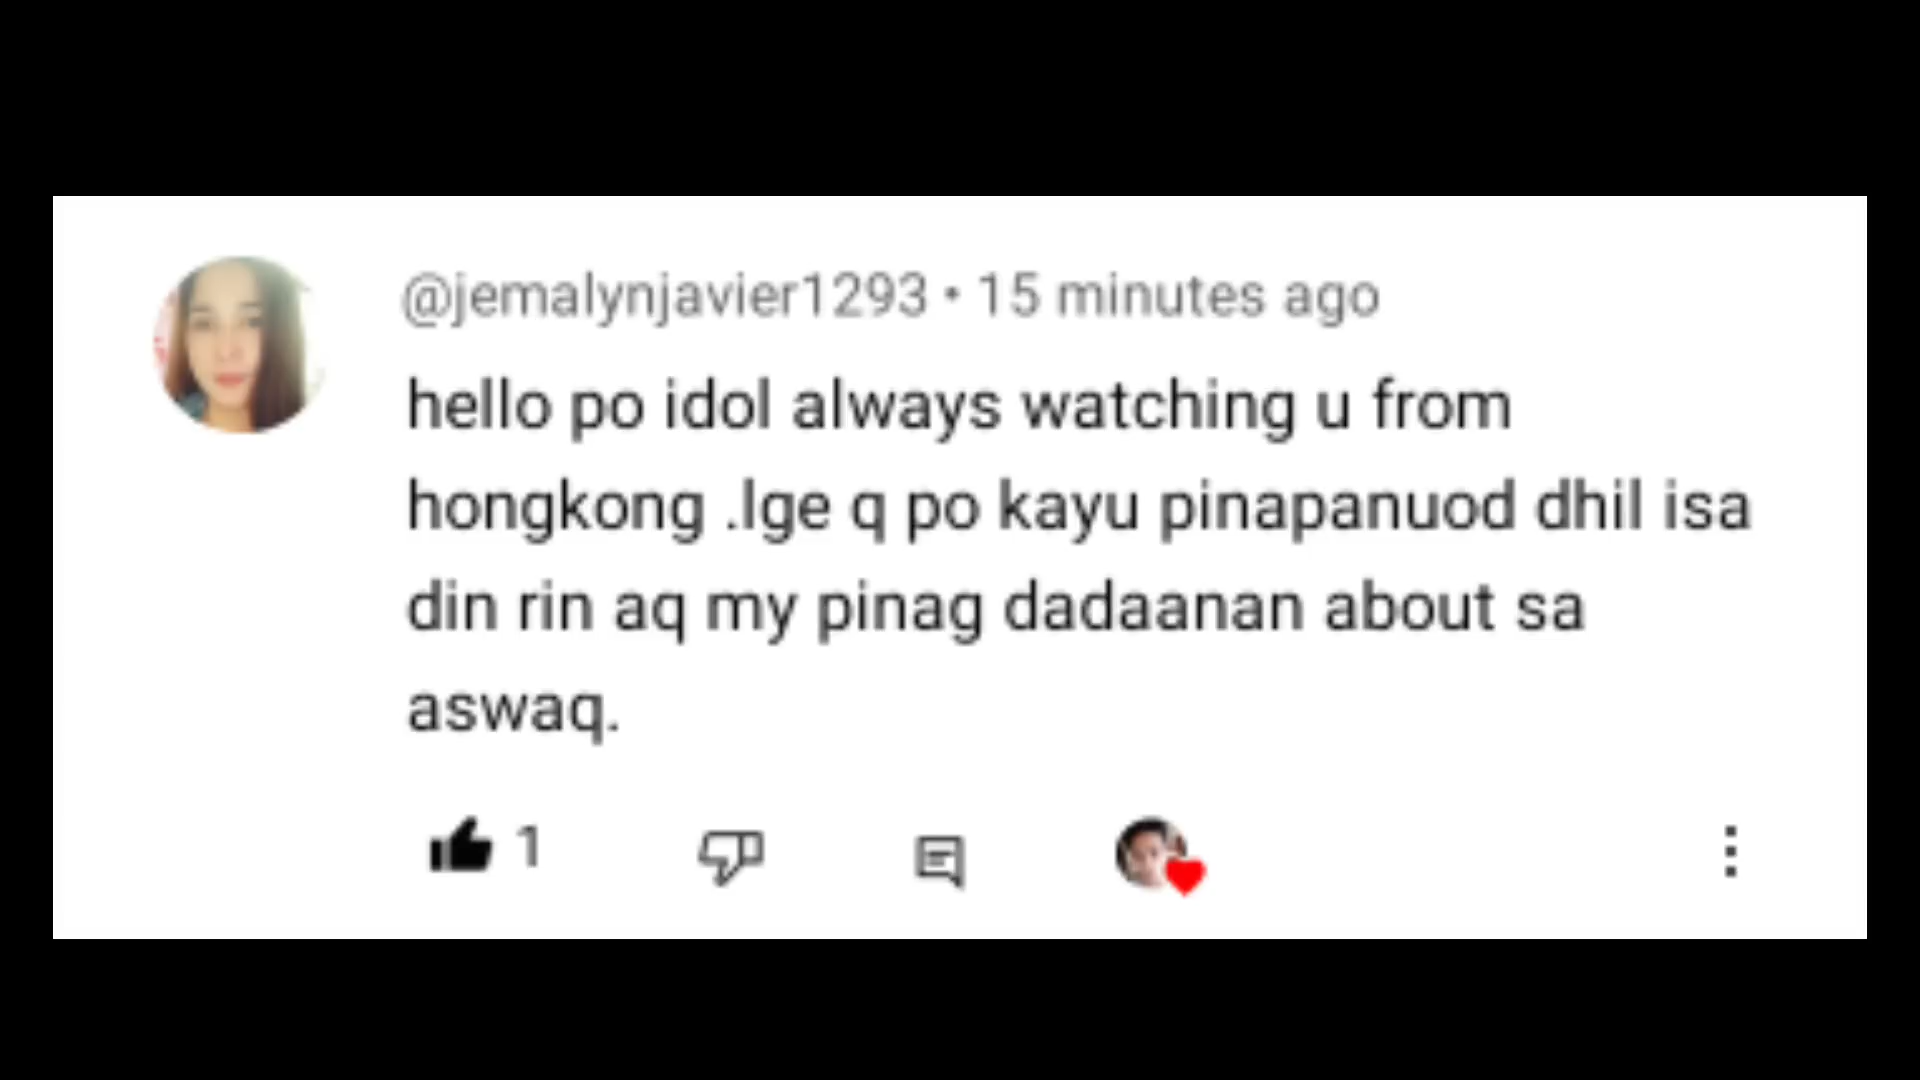 @jemalynjavier1293 • 15 minutes ago
hello po idol always watching u from
hongkong .lge q po kayu pinapanuod dhil isa
din rin aq my pinag dadaanan about sa
aswaq.
1